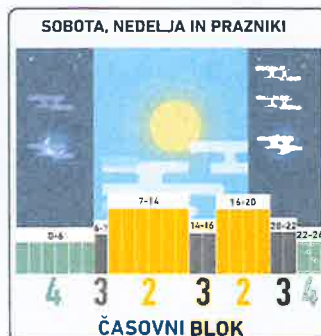 SOBOTA, NEDELJA IN PRAZNIKI
7-14
16-20
0-6
6-7
14-16
20-22
22-24
4 3 2 3 2 3 4
ČASOVNI BLOK